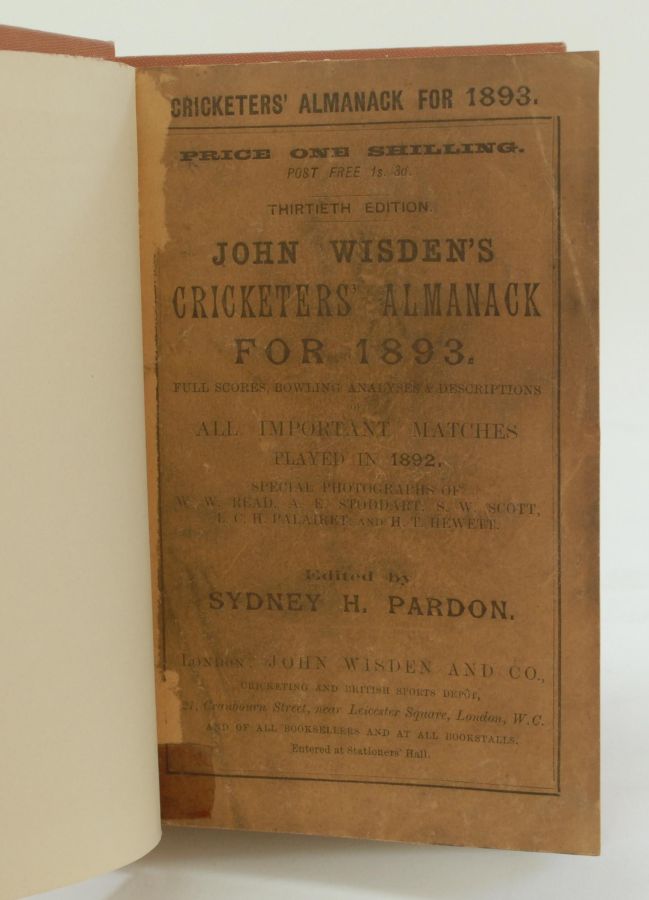 CRICKETERS' ALMANACK FOR 1893.
PRICE ONE SHILLING.
POST FREE 1s. 3d.
THIRTIETH EDITION.
JOHN WISDEN'S
CRICKETERS' ALMANACK
FOR 1893.
FULL SCORES, BOWLING ANALYSES & DESCRIPTIONS
OF
ALL IMPORTANT MATCHES
PLAYED IN 1892.
SPECIAL PHOTOGRAPHS OF
W. W. READ, A. E. STODDART, S. W. SCOTT,
L. C. H. PALAIRET, AND H. T. HEWETT.
Edited by
SYDNEY H. PARDON.
LONDON: JOHN WISDEN AND CO.,
CRICKETING AND BRITISH SPORTS DEPÔT,
21, Cranbourn Street, near Leicester Square, London, W.C.
AND OF ALL BOOKSELLERS AND AT ALL BOOKSTALLS.
Entered at Stationers' Hall.